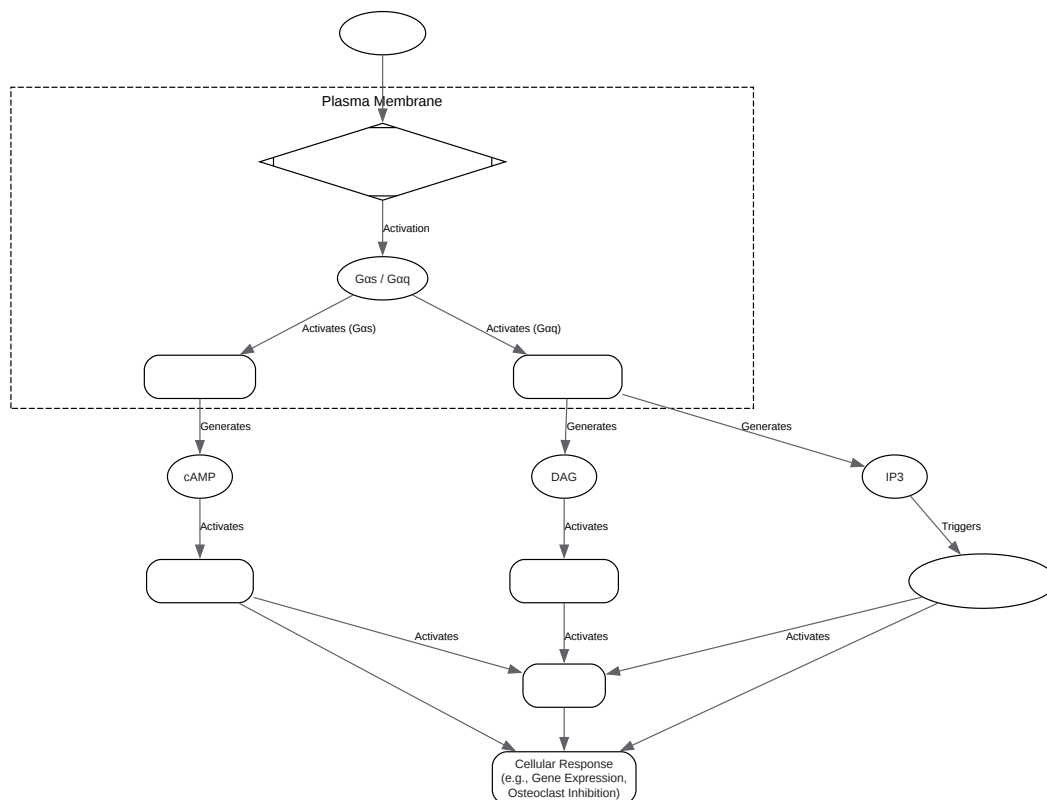 Plasma Membrane
Activation
Gαs / Gαq
Activates (Gαs)
Activates (Gαq)
Generates
Generates
Generates
cAMP
DAG
IP3
Activates
Activates
Triggers
Activates
Activates
Activates
Cellular Response
(e.g., Gene Expression,
Osteoclast Inhibition)